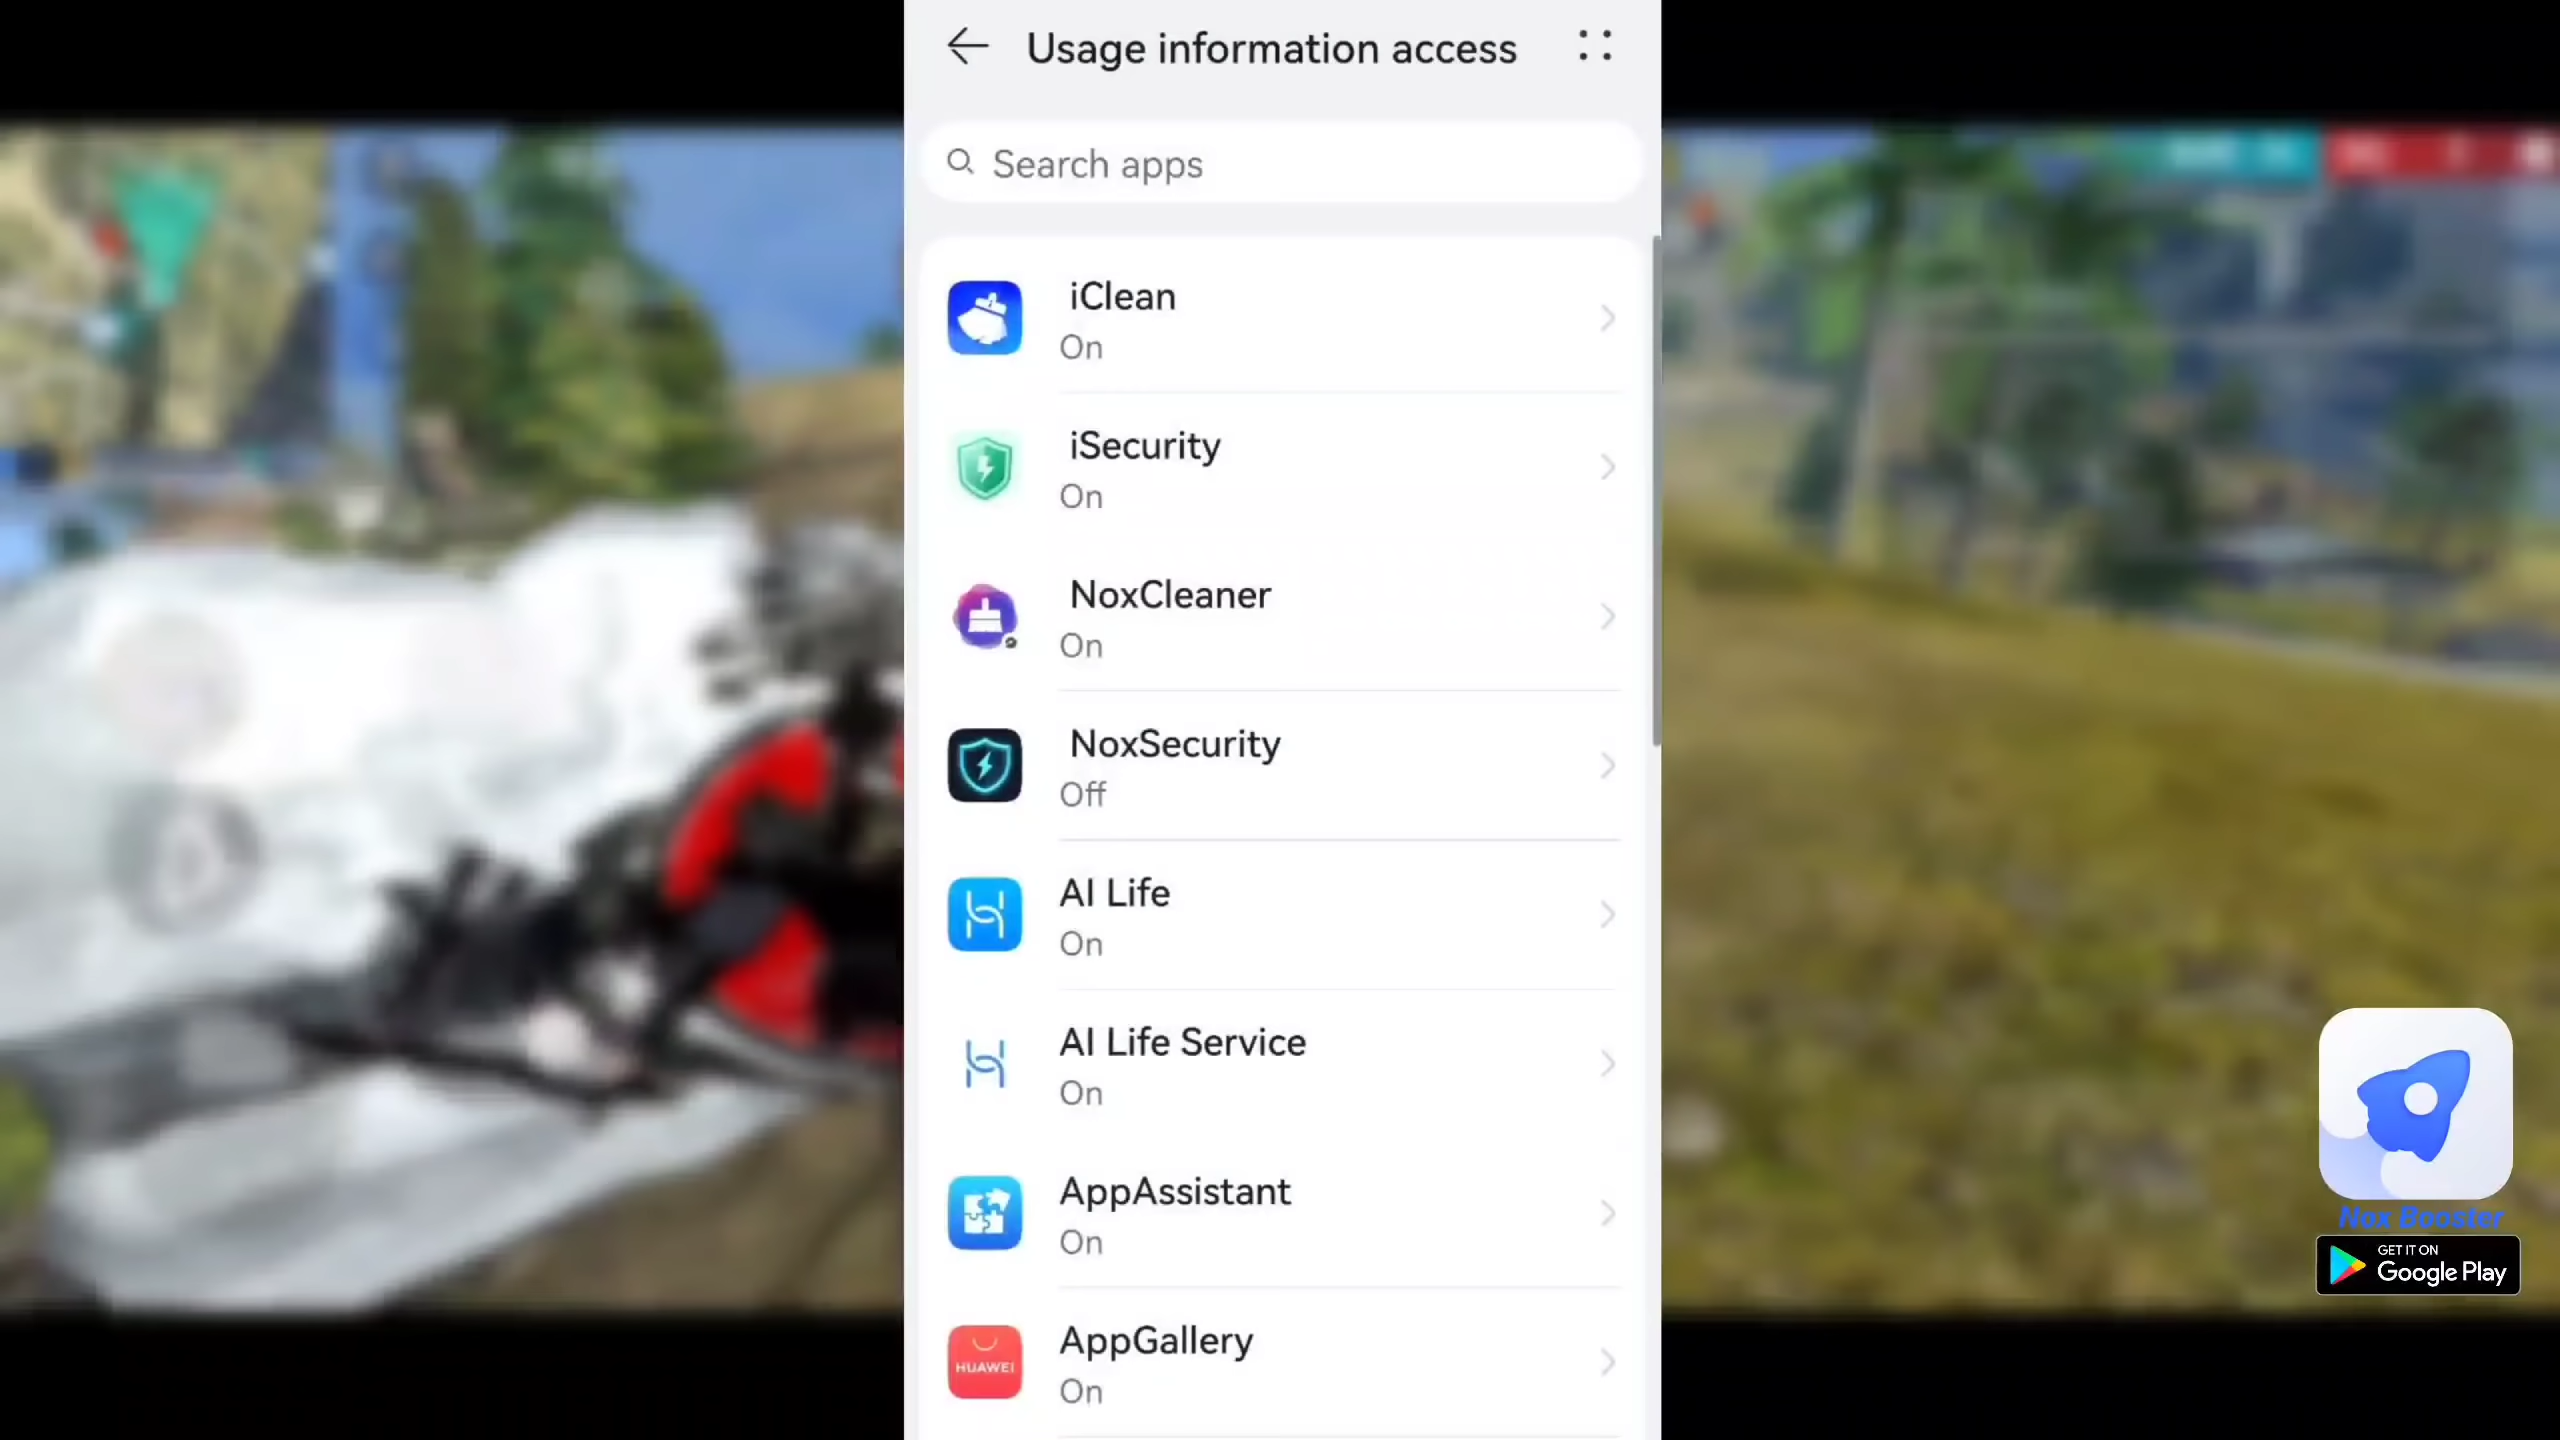 Usage information access
Search apps
iClean
On
iSecurity
On
NoxCleaner
On
NoxSecurity
Off
AI Life
On
AI Life Service
On
AppAssistant
On
HUAWEI
AppGallery
On
Nox Booster
GET IT ON
Google Play